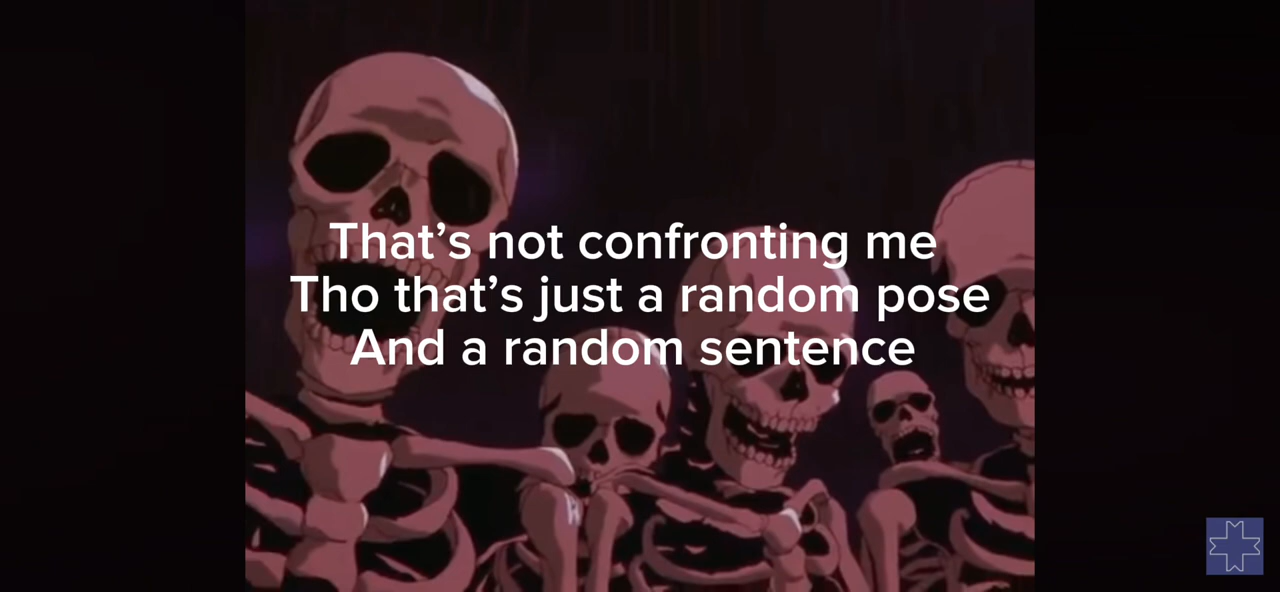 That’s not confronting me
Tho that’s just a random pose
And a random sentence